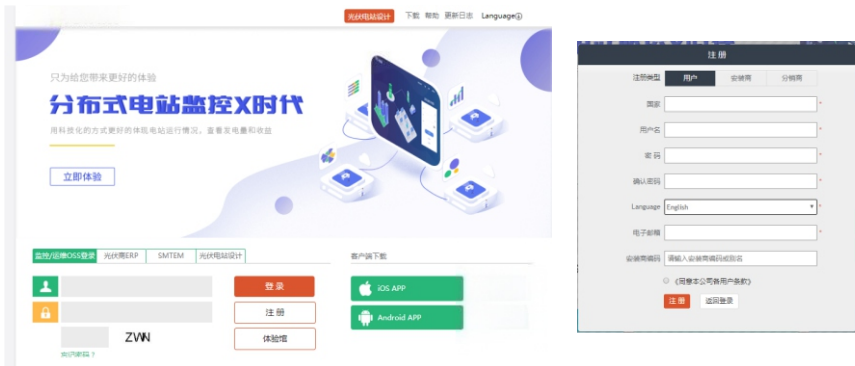 光伏电站设计 下载 帮助 更新日志 Language
只为给您带来更好的体验
分布式电站监控X时代
用科技化的方式更好的体现电站运行情况，查看发电量和收益
立即体验
监控/运维OSS登录 光伏商ERP SMTEM 光伏电站设计
登录
注册
ZWN
体验馆
忘记密码？
客户端下载
iOS APP
Android APP
注册
注册类型 用户 安装商 分销商
国家 *
用户名 *
密码 *
确认密码 *
Language English *
电子邮箱 *
安装商编码 请输入安装商编码或别名
《同意本公司各用户条款》
注册 返回登录